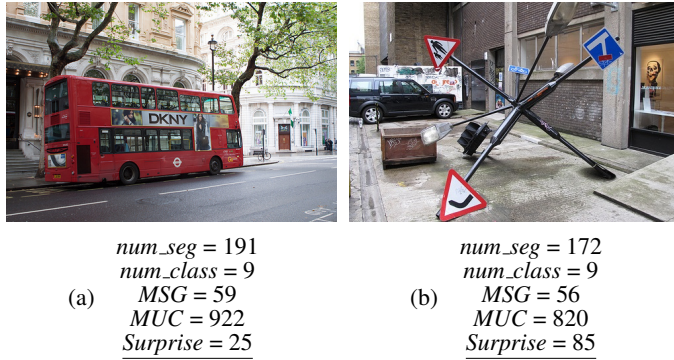 DKNY
num_seg = 191
num_class = 9
(a) MSG = 59
MUC = 922
Surprise = 25
num_seg = 172
num_class = 9
(b) MSG = 56
MUC = 820
Surprise = 85